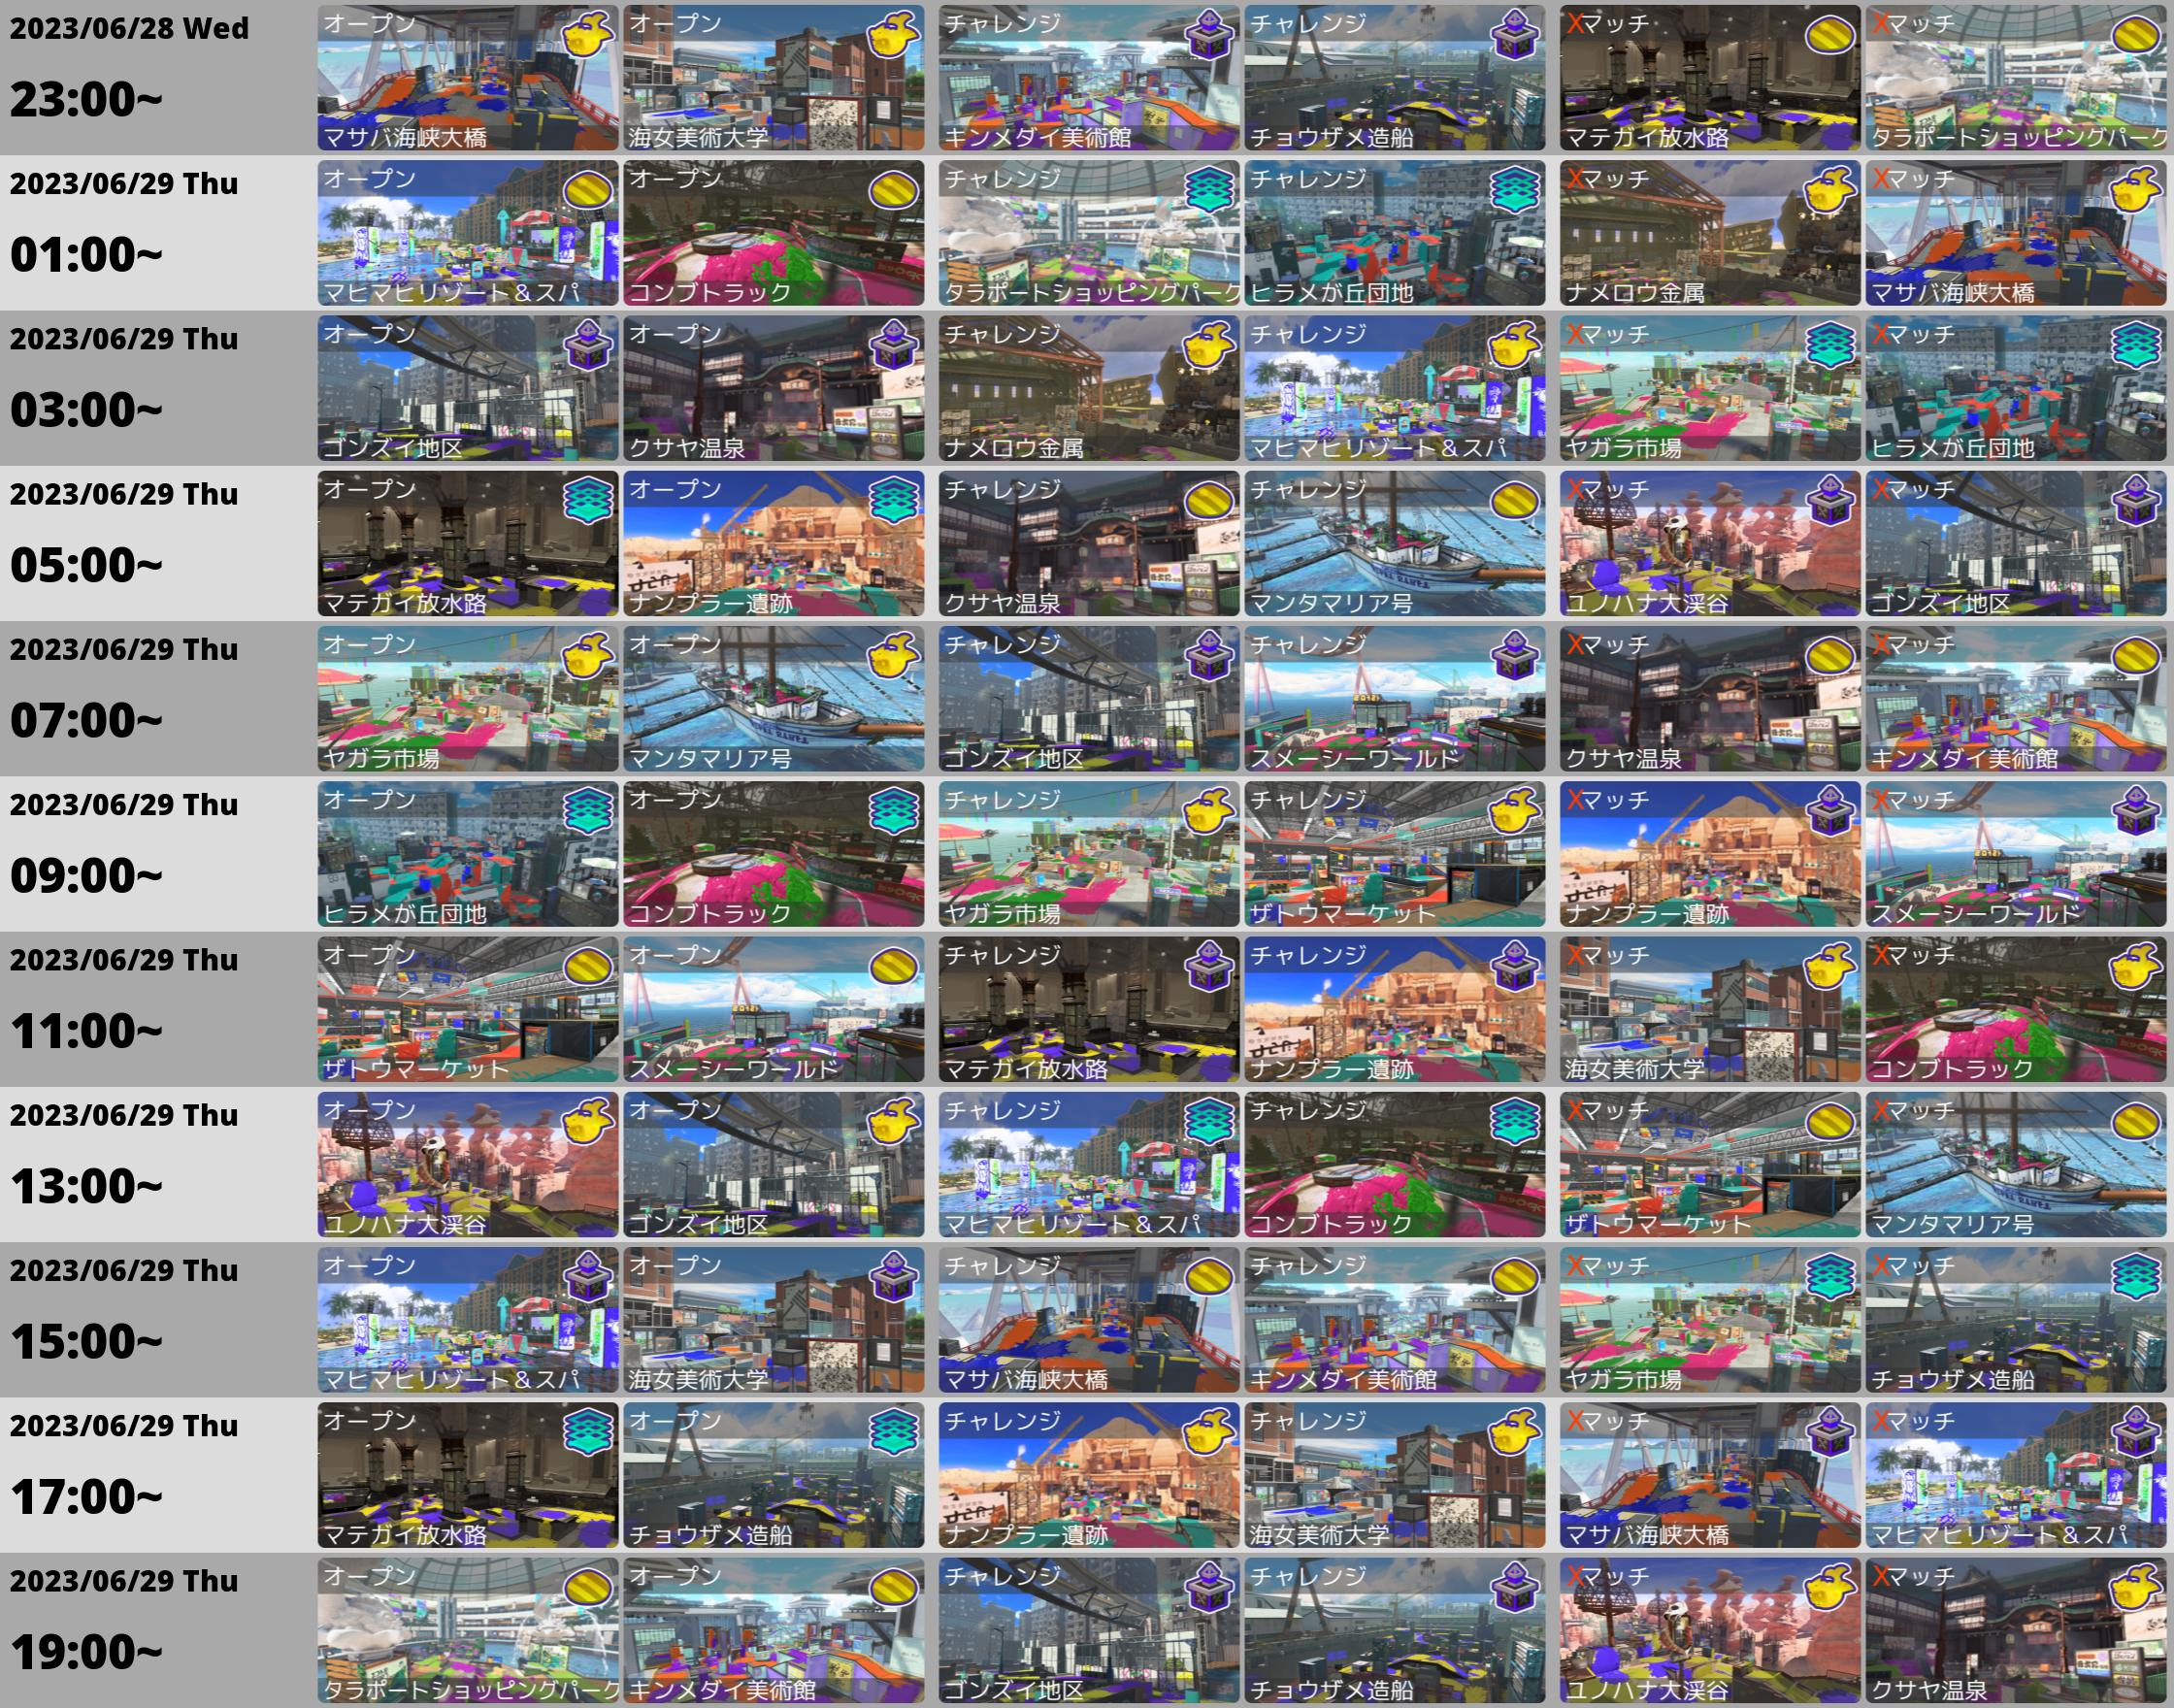 2023/06/28 Wed
23:00~
オープン オープン チャレンジ チャレンジ Xマッチ Xマッチ
マサバ海峡大橋 海女美術大学 キンメダイ美術館 チョウザメ造船 マテガイ放水路 タラポートショッピングパーク
2023/06/29 Thu
01:00~
オープン オープン チャレンジ チャレンジ Xマッチ Xマッチ
マヒマヒリゾート&スパ コンブトラック タラポートショッピングパーク ヒラメが丘団地 ナメロウ金属 マサバ海峡大橋
2023/06/29 Thu
03:00~
オープン オープン チャレンジ チャレンジ Xマッチ Xマッチ
ゴンズイ地区 クサヤ温泉 ナメロウ金属 マヒマヒリゾート&スパ ヤガラ市場 ヒラメが丘団地
2023/06/29 Thu
05:00~
オープン オープン チャレンジ チャレンジ Xマッチ Xマッチ
マテガイ放水路 ナンプラー遺跡 クサヤ温泉 マンタマリア号 ユノハナ大渓谷 ゴンズイ地区
2023/06/29 Thu
07:00~
オープン オープン チャレンジ チャレンジ Xマッチ Xマッチ
ヤガラ市場 マンタマリア号 ゴンズイ地区 スメーシーワールド クサヤ温泉 キンメダイ美術館
2023/06/29 Thu
09:00~
オープン オープン チャレンジ チャレンジ Xマッチ Xマッチ
ヒラメが丘団地 コンブトラック ヤガラ市場 ザトウマーケット ナンプラー遺跡 スメーシーワールド
2023/06/29 Thu
11:00~
オープン オープン チャレンジ チャレンジ Xマッチ Xマッチ
ザトウマーケット スメーシーワールド マテガイ放水路 ナンプラー遺跡 海女美術大学 コンブトラック
2023/06/29 Thu
13:00~
オープン オープン チャレンジ チャレンジ Xマッチ Xマッチ
ユノハナ大渓谷 ゴンズイ地区 マヒマヒリゾート&スパ コンブトラック ザトウマーケット マンタマリア号
2023/06/29 Thu
15:00~
オープン オープン チャレンジ チャレンジ Xマッチ Xマッチ
マヒマヒリゾート&スパ 海女美術大学 マサバ海峡大橋 キンメダイ美術館 ヤガラ市場 チョウザメ造船
2023/06/29 Thu
17:00~
オープン オープン チャレンジ チャレンジ Xマッチ Xマッチ
マテガイ放水路 チョウザメ造船 ナンプラー遺跡 海女美術大学 マサバ海峡大橋 マヒマヒリゾート&スパ
2023/06/29 Thu
19:00~
オープン オープン チャレンジ チャレンジ Xマッチ Xマッチ
タラポートショッピングパーク キンメダイ美術館 ゴンズイ地区 チョウザメ造船 ユノハナ大渓谷 クサヤ温泉